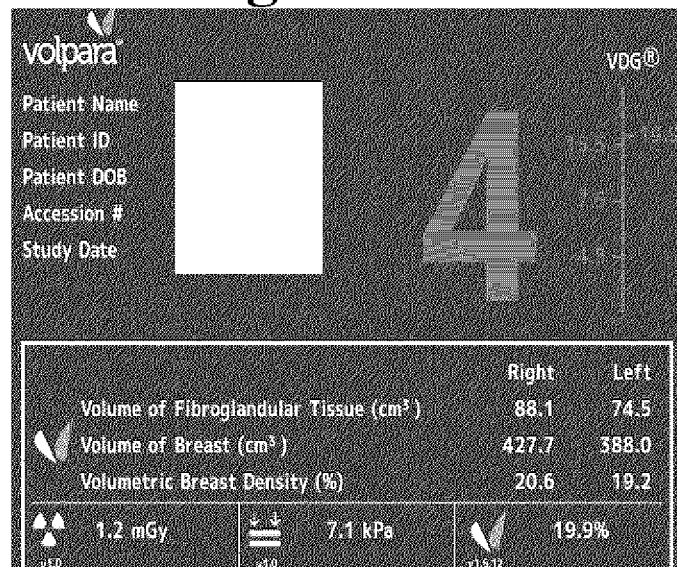 volpara®
VDG®
Patient Name
Patient ID
Patient DOB
Accession #
Study Date
4
Right Left
Volume of Fibroglandular Tissue (cm³) 88.1 74.5
Volume of Breast (cm³) 427.7 388.0
Volumetric Breast Density (%) 20.6 19.2
1.2 mGy 7.1 kPa 19.9%